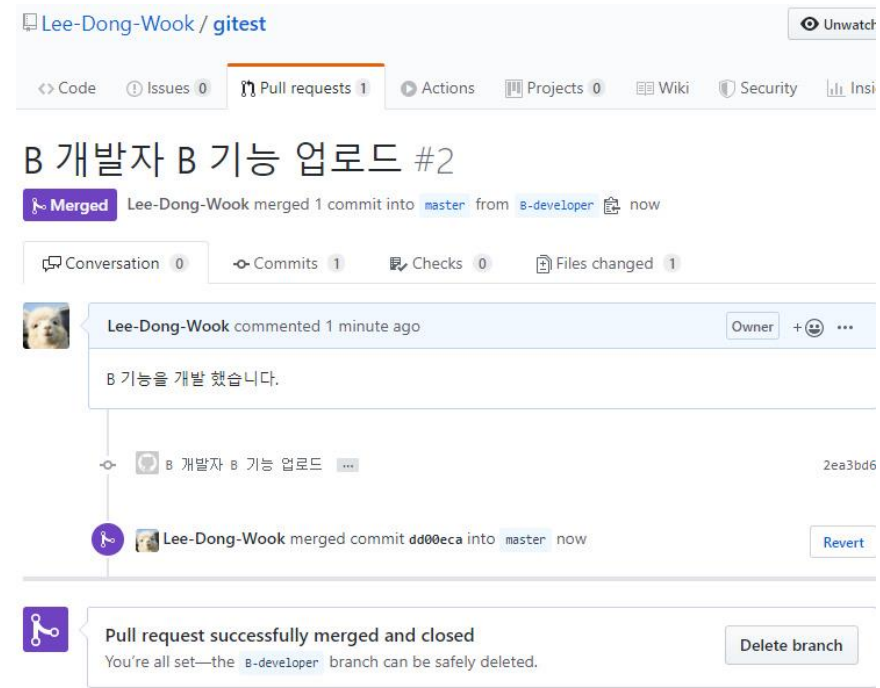 Lee-Dong-Wook / gitest
Unwatch
Code Issues 0 Pull requests 1 Actions Projects 0 Wiki Security Insi
B 개발자 B 기능 업로드 #2
Merged Lee-Dong-Wook merged 1 commit into master from B-developer now
Conversation 0 Commits 1 Checks 0 Files changed 1
Lee-Dong-Wook commented 1 minute ago Owner + ...
B 기능을 개발 했습니다.
B 개발자 B 기능 업로드 ... 2ea3bd6
Lee-Dong-Wook merged commit dd00eca into master now Revert
Pull request successfully merged and closed
You're all set—the B-developer branch can be safely deleted.
Delete branch